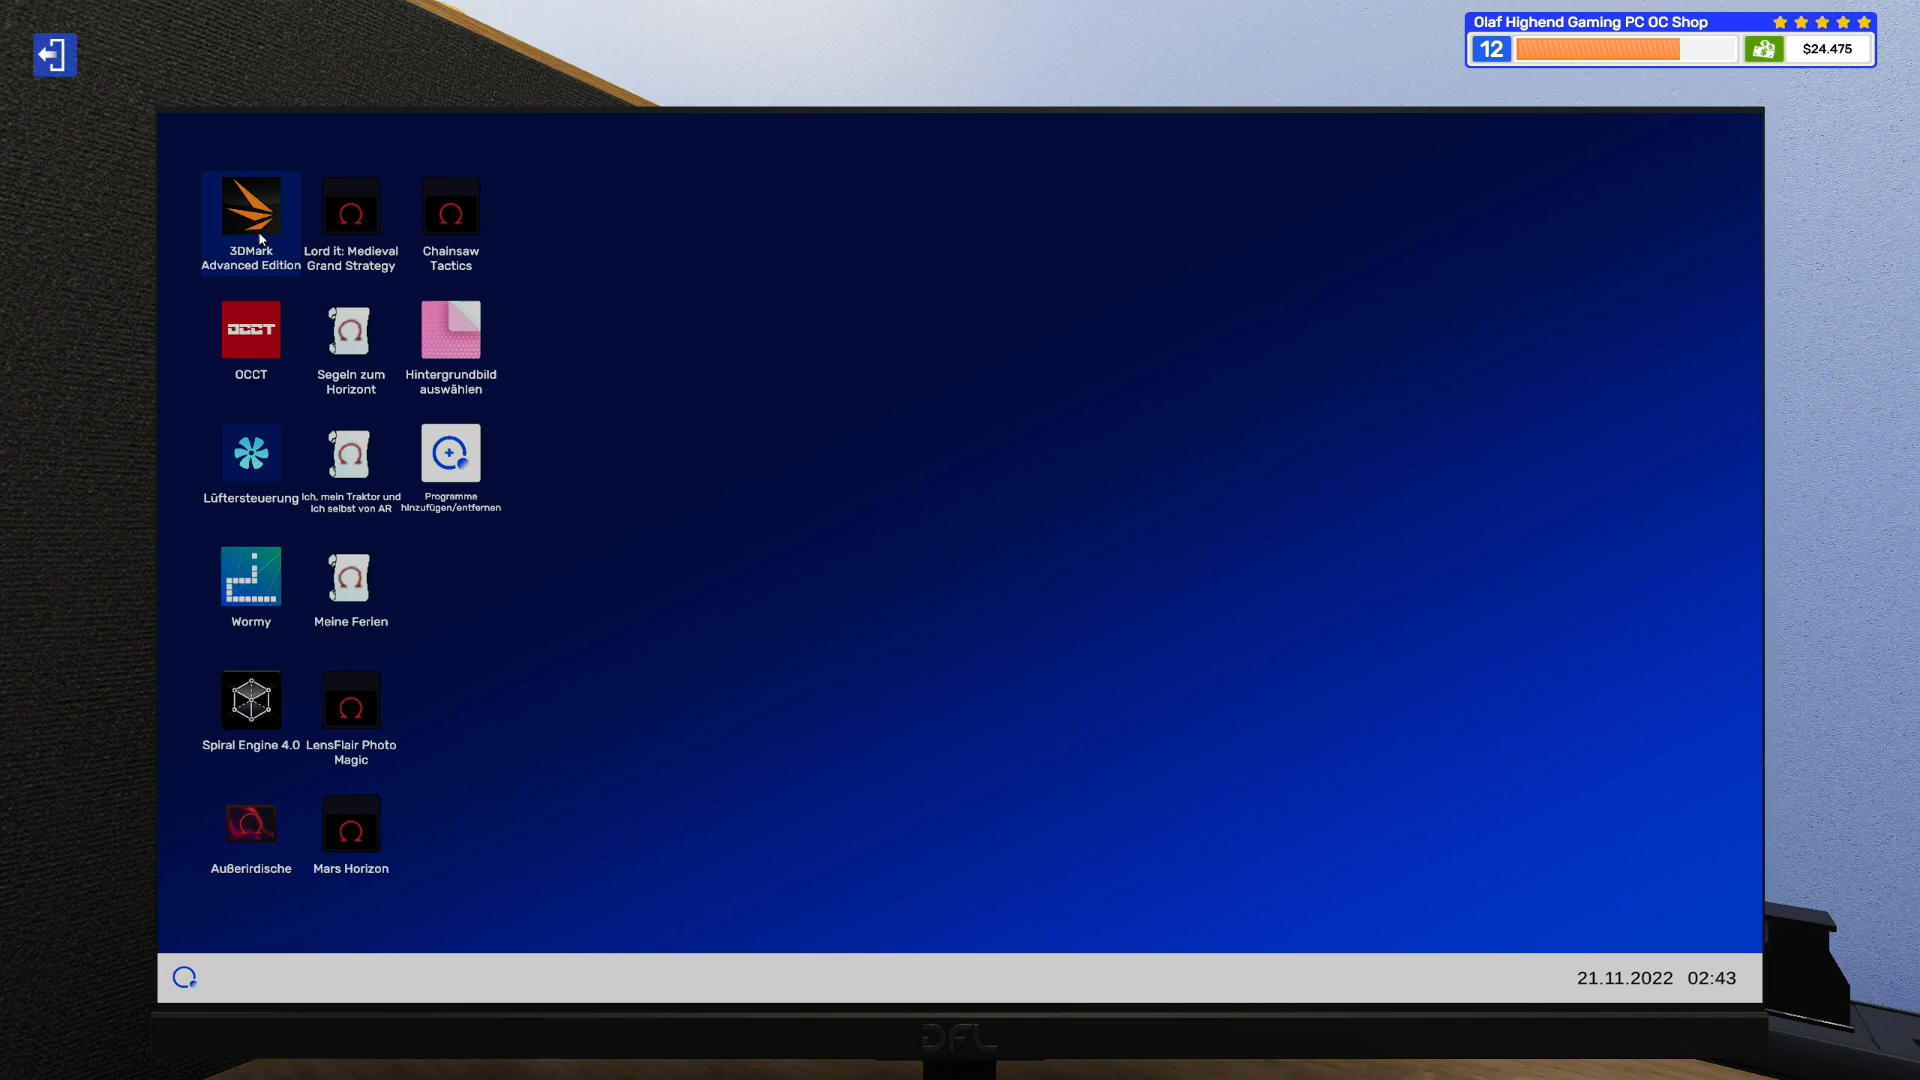 Olaf Highend Gaming PC OC Shop
12
$24.475
3DMark
Advanced Edition
Lord it: Medieval
Grand Strategy
Chainsaw
Tactics
OCCT
OCCT
Segeln zum
Horizont
Hintergrundbild
auswählen
Lüftersteuerung
Ich, mein Traktor und
Ich selbst von AR
Programme
hinzufügen/entfernen
Wormy
Meine Ferien
Spiral Engine 4.0
LensFlair Photo
Magic
Außerirdische
Mars Horizon
21.11.2022 02:43
DFL